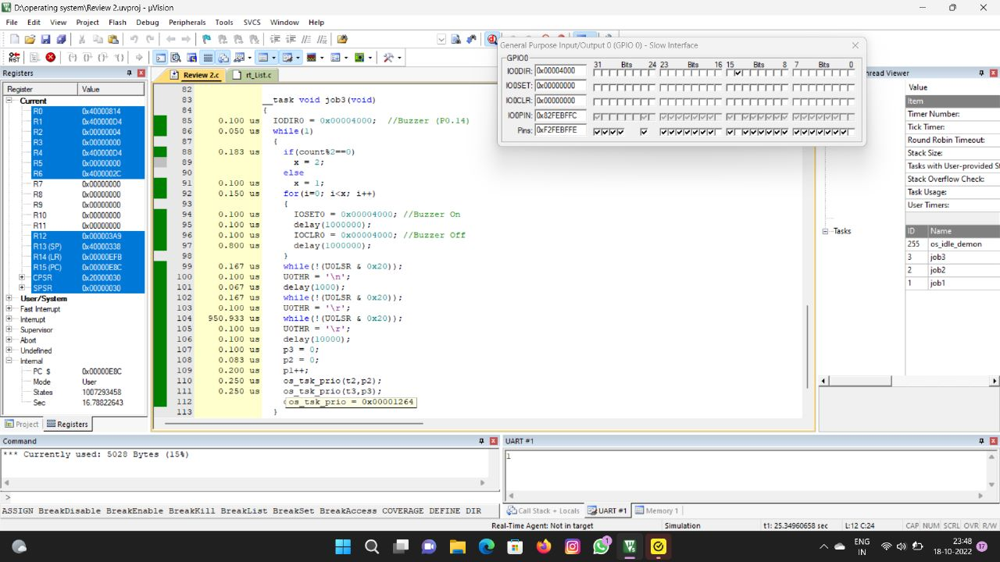 D:\operating system\Review 2.uvproj - µVision
File Edit View Project Flash Debug Peripherals Tools SVCS Window Help
Registers
Register Value
Current
R0 0x40000814
R1 0x400000D4
R2 0x00000004
R3 0x00000000
R4 0x400000D4
R5 0x00000000
R6 0x4000002C
R7 0x00000000
R8 0x00000000
R9 0x00000000
R10 0x00000000
R11 0x00000000
R12 0x000003A9
R13 (SP) 0x40000338
R14 (LR) 0x00000EFB
R15 (PC) 0x00000E8C
CPSR 0x20000030
SPSR 0x00000030
User/System
Fast Interrupt
Interrupt
Supervisor
Abort
Undefined
Internal
PC $ 0x00000E8C
Mode User
States 1007293458
Sec 16.78822643
Project Registers
Review 2.c rt_List.c
82
83 __task void job3(void)
84 {
85 0.100 us IODIR0 = 0x00004000; //Buzzer (P0.14)
86 0.050 us while(1)
87 {
88 0.183 us if(count%2==0)
89 x = 2;
90 else
91 0.100 us x = 1;
92 0.150 us for(i=0; i<x; i++)
93 {
94 0.100 us IOSET0 = 0x00004000; //Buzzer On
95 0.100 us delay(1000000);
96 0.100 us IOCLR0 = 0x00004000; //Buzzer Off
97 0.800 us delay(1000000);
98 }
99 0.167 us while(!(U0LSR & 0x20));
100 0.100 us U0THR = '\n';
101 0.067 us delay(1000);
102 0.167 us while(!(U0LSR & 0x20));
103 0.100 us U0THR = '\r';
104 950.933 us while(!(U0LSR & 0x20));
105 0.100 us U0THR = '\r';
106 0.100 us delay(10000);
107 0.100 us p3 = 0;
108 0.083 us p2 = 0;
109 0.200 us p1++;
110 0.250 us os_tsk_prio(t2,p2);
111 0.250 us os_tsk_prio(t3,p3);
112 os_tsk_prio = 0x00001264
113 }
General Purpose Input/Output 0 (GPIO 0) - Slow Interface
GPIO0
31 Bits 24 23 Bits 16 15 Bits 8 7 Bits 0
IO0DIR: 0x00004000
IO0SET: 0x00000000
IO0CLR: 0x00000000
IO0PIN: 0x82FEBFFC
Pins: 0xF2FEBFFE
hread Viewer
Value
Item
Timer Number:
Tick Timer:
Round Robin Timeout:
Stack Size:
Tasks with User-provided S
Stack Overflow Check:
Task Usage:
User Timers:
Tasks
ID Name
255 os_idle_demon
3 job3
2 job2
1 job1
Command
*** Currently used: 5028 Bytes (15%)
>
ASSIGN BreakDisable BreakEnable BreakKill BreakList BreakSet BreakAccess COVERAGE DEFINE DIR
UART #1
1
Call Stack + Locals UART #1 Memory 1
Real-Time Agent: Not in target Simulation t1: 25.34960658 sec L:12 C:24 CAP NUM SCRL OVR R/W
1
ENG
IN
23:48
18-10-2022
17